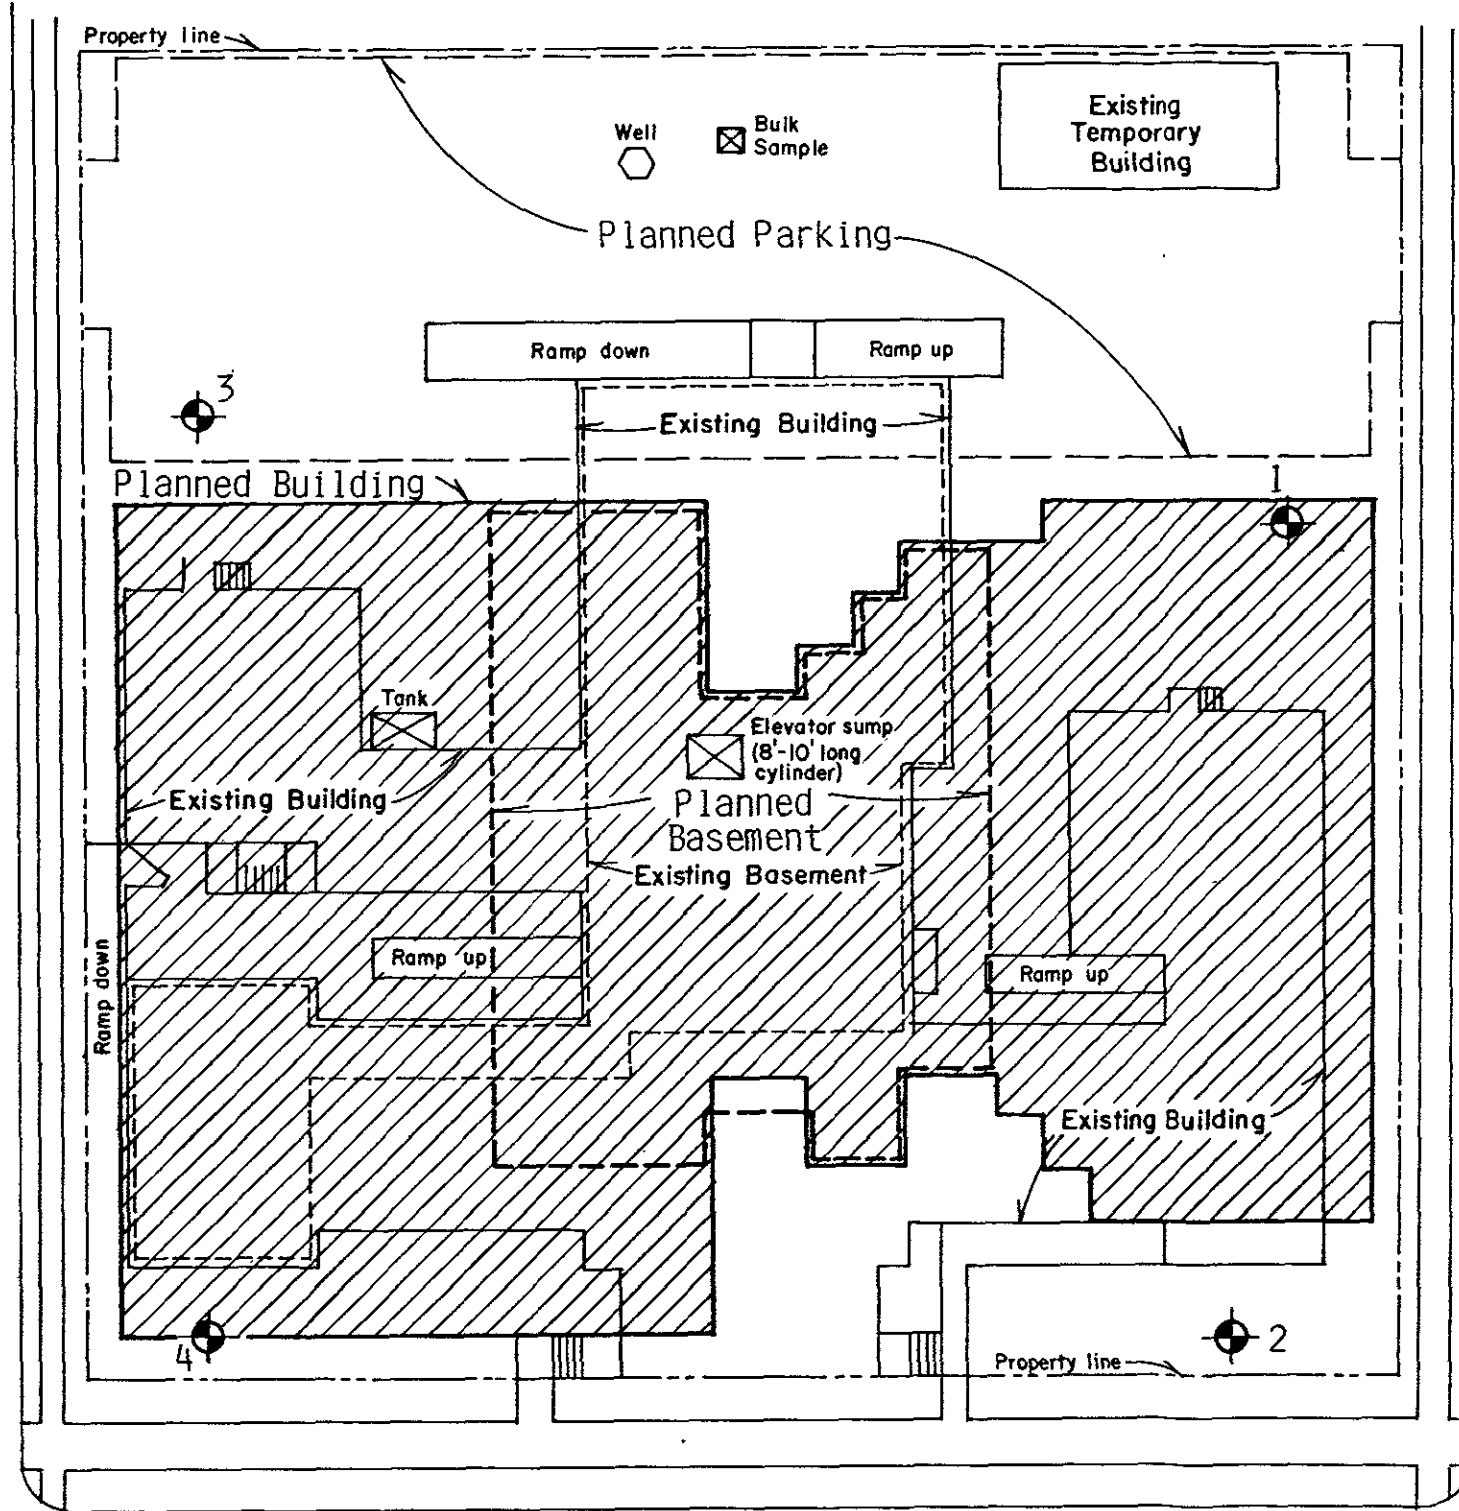 Property line
Existing
Temporary
Building
Well
Bulk
Sample
Planned Parking
Ramp down
Ramp up
3
Existing Building
Planned Building
1
Tank
Elevator sump
(8'-10' long
cylinder)
Existing Building
Planned
Basement
Existing Basement
Ramp up
Ramp up
Ramp down
Existing Building
4
2
Property line